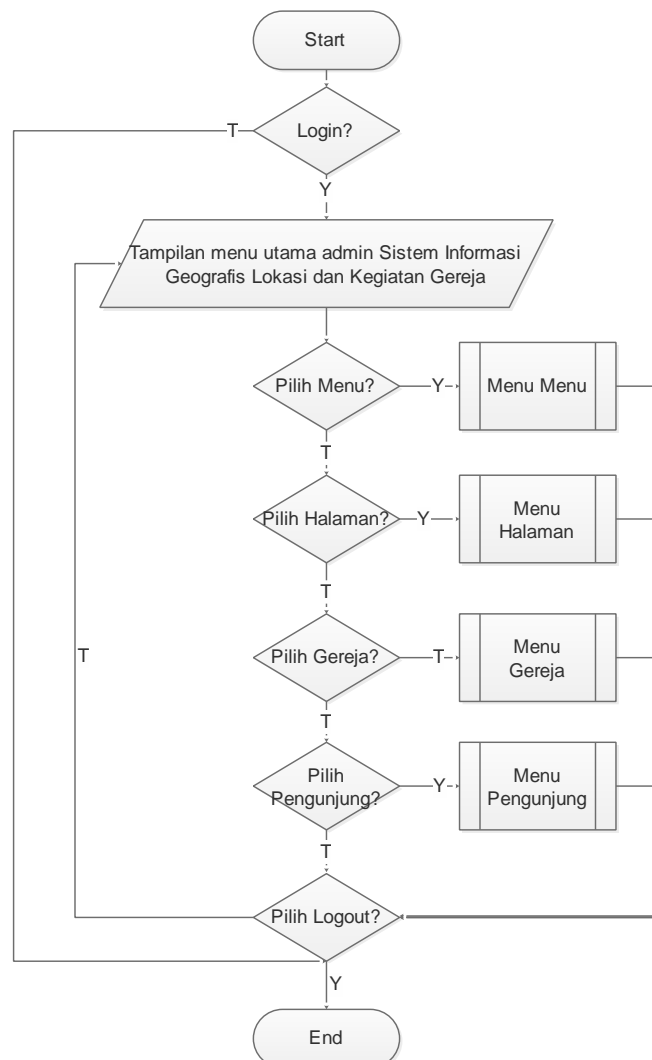 Start
Login?
T
Y
Tampilan menu utama admin Sistem Informasi
Geografis Lokasi dan Kegiatan Gereja
Pilih Menu?
Y
Menu Menu
T
Pilih Halaman?
Y
Menu
Halaman
T
Pilih Gereja?
T
Menu
Gereja
T
T
Pilih
Pengunjung?
Y
Menu
Pengunjung
T
Pilih Logout?
Y
End